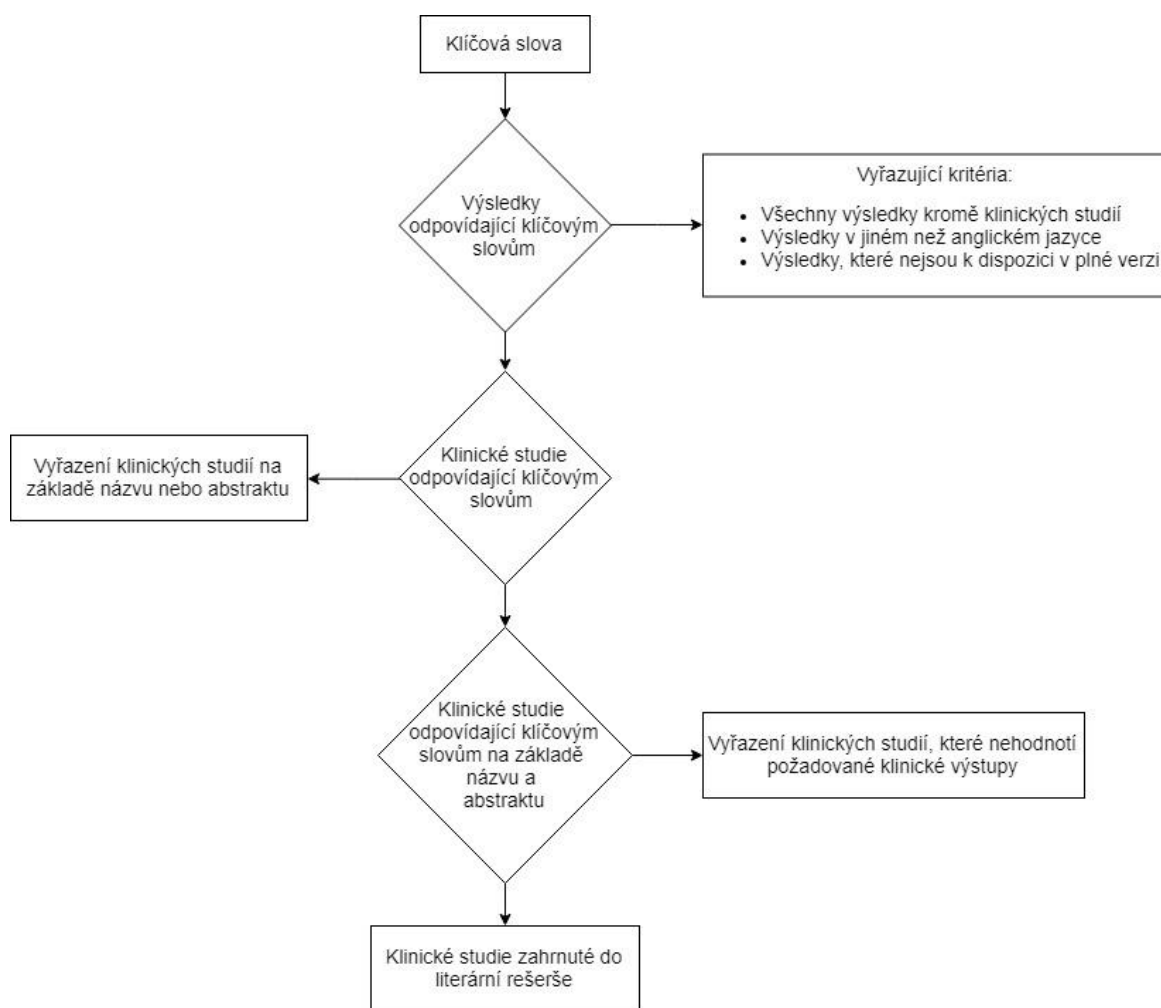 Klíčová slova
Výsledky
odpovídající klíčovým
slovům
Vyřazující kritéria:
• Všechny výsledky kromě klinických studií
• Výsledky v jiném než anglickém jazyce
• Výsledky, které nejsou k dispozici v plné verzi
Klinické studie
odpovídající klíčovým
slovům
Vyřazení klinických studií na
základě názvu nebo abstraktu
Klinické studie
odpovídající klíčovým
slovům na základě
názvu a
abstraktu
Vyřazení klinických studií, které nehodnotí
požadované klinické výstupy
Klinické studie zahrnuté do
literární rešerše